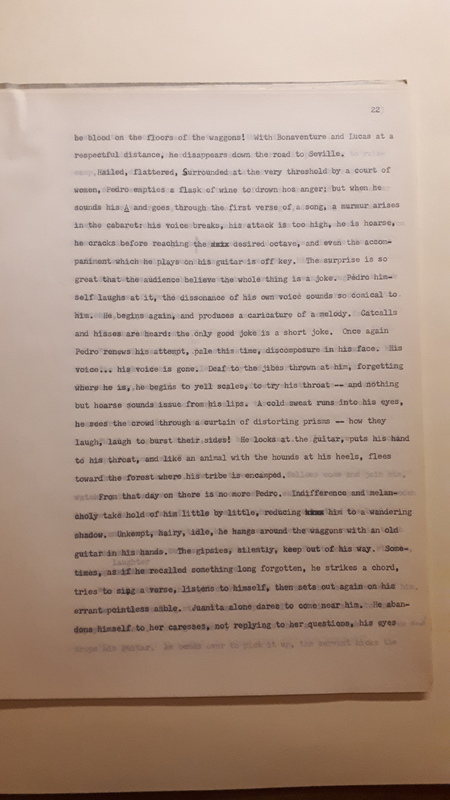 22
be blood on the floors of the waggons! With Bonaventure and Lucas at a
respectful distance, he disappears down the road to Seville.
Hailed, flattered, Surrounded at the very threshold by a court of
women, Pedro empties a flask of wine to drown hos anger; but when he
sounds his A and goes through the first verse of a song, a murmur arises
in the cabaret: his voice breaks, his attack is too high, he is hoarse,
he cracks before reaching the desired octave, and even the accom-
paniment which he plays on his guitar is off key. The surprise is so
great that the audience believe the whole thing is a joke. Pedro him-
self laughs at it, the dissonance of his own voice sounds so comical to
him. He begins again, and produces a caricature of a melody. Catcalls
and hisses are heard: the only good joke is a short joke. Once again
Pedro renews his attempt, pale this time, discomposure in his face. His
voice... his voice is gone. Deaf to the jibes thrown at him, forgetting
where he is, he begins to yell scales, to try his throat -- and nothing
but hoarse sounds issue from his lips. A cold sweat runs into his eyes,
he sees the crowd through a curtain of distorting prisms -- how they
laugh, laugh to burst their sides! He looks at the guitar, puts his hand
to his throat, and like an animal with the hounds at his heels, flees
toward the forest where his tribe is encamped.
From that day on there is no more Pedro. Indifference and melan-
choly take hold of him little by little, reducing him to a wandering
shadow. Unkempt, hairy, idle, he hangs around the waggons with an old
guitar in his hands. The gipsies, silently, keep out of his way. Some-
times, as if he recalled something long forgotten, he strikes a chord,
tries to sing a verse, listens to himself, then sets out again on his
errant pointless amble. Juanita alone dares to come near him. He aban-
dons himself to her caresses, not replying to her questions, his eyes